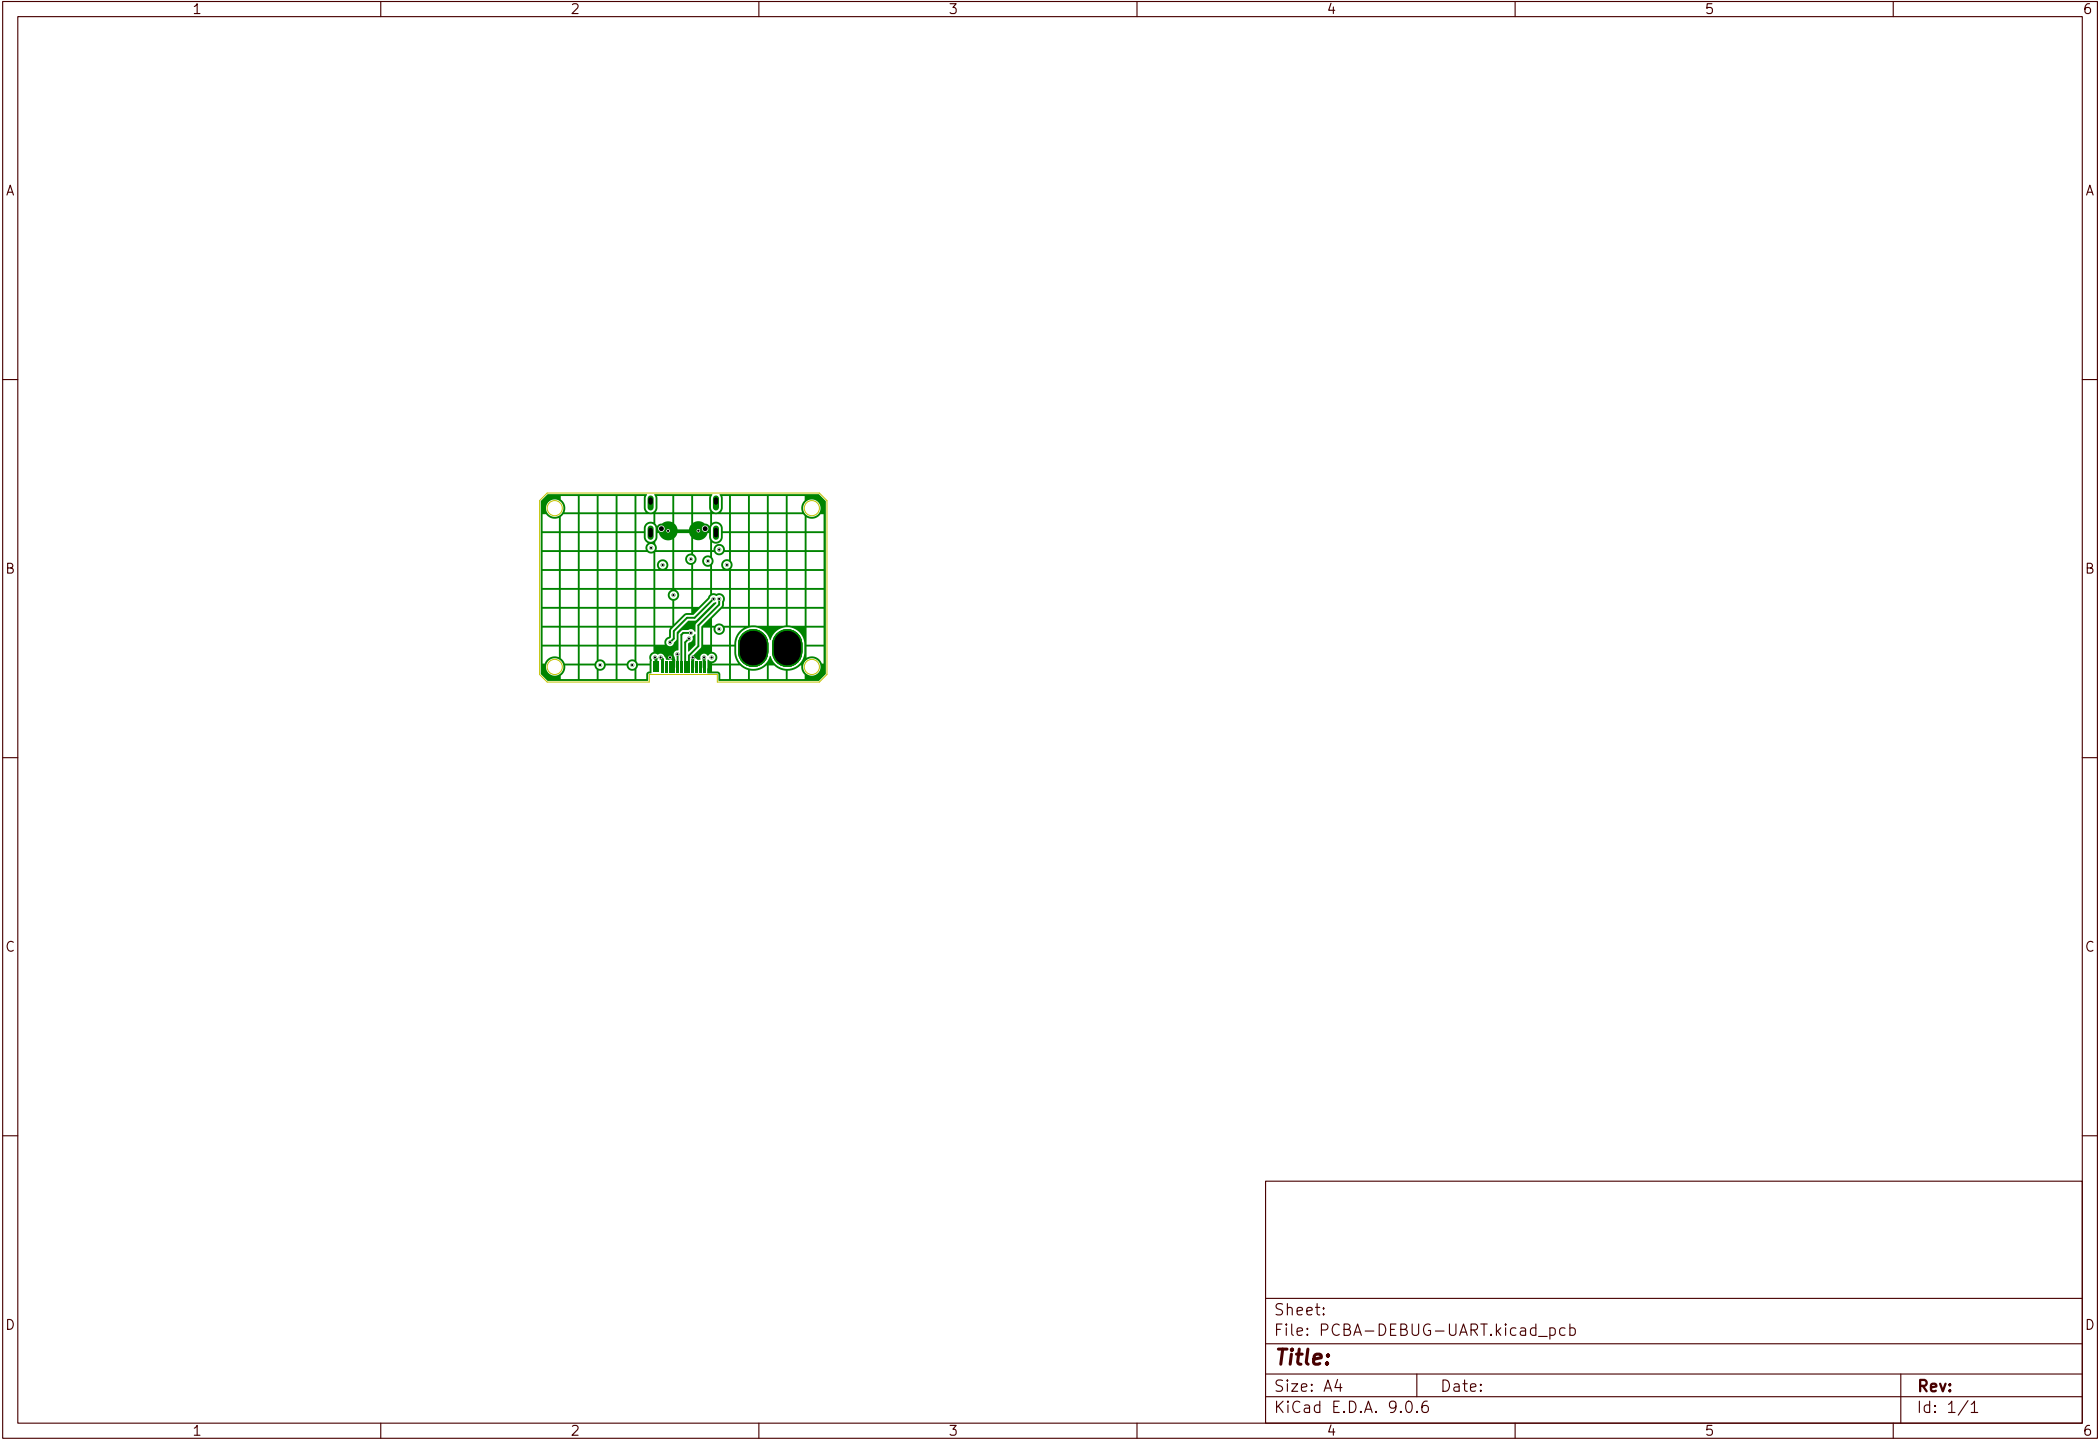 1 2 3 4 5 6
A A
B B
C C
D D
Sheet:
File: PCBA-DEBUG-UART.kicad_pcb
Title:
Size: A4 Date: Rev:
KiCad E.D.A. 9.0.6 Id: 1/1
1 2 3 4 5 6